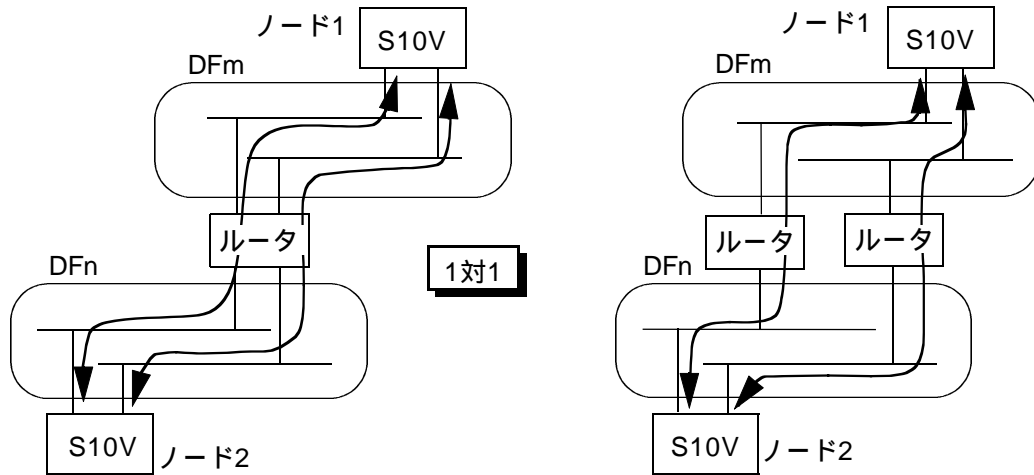 ノード1
S10V
DFm
ルータ
DFn
S10V
ノード2
1対1
ノード1
S10V
DFm
ルータ
ルータ
DFn
S10V
ノード2